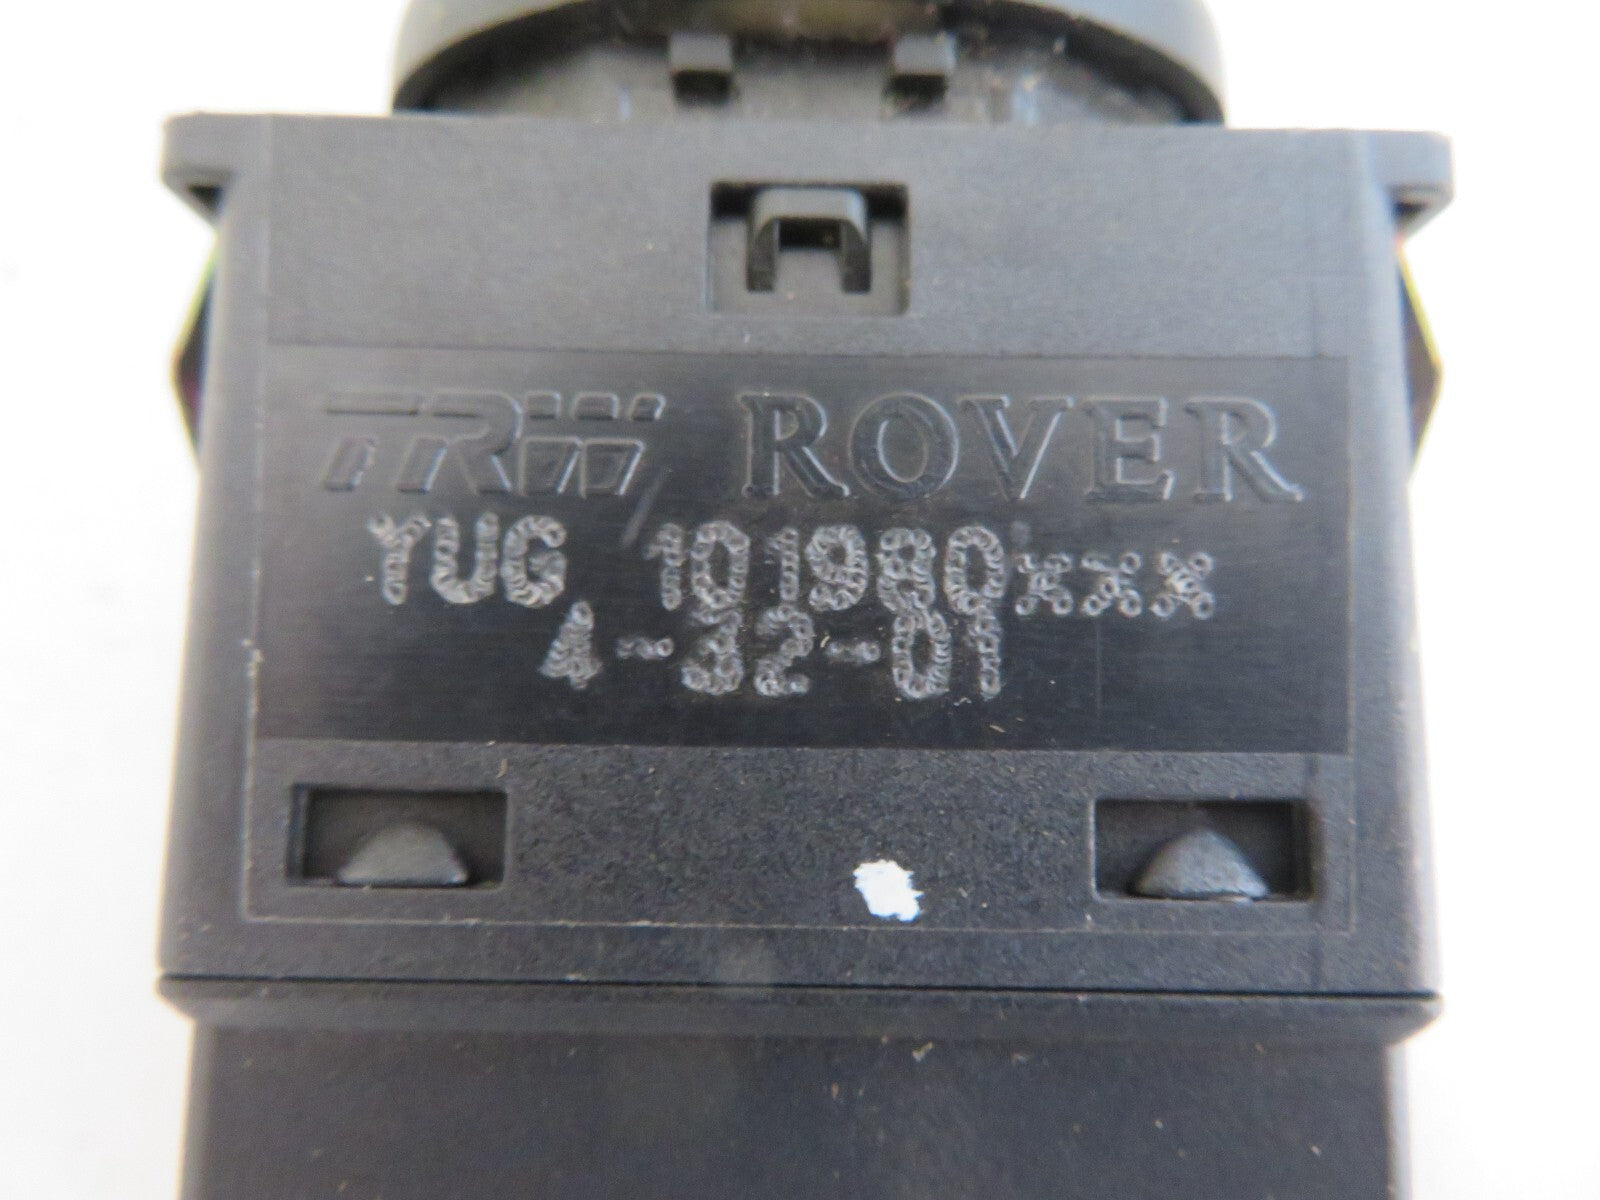 TRW ROVER
YUG 101980xxx
4-32-01